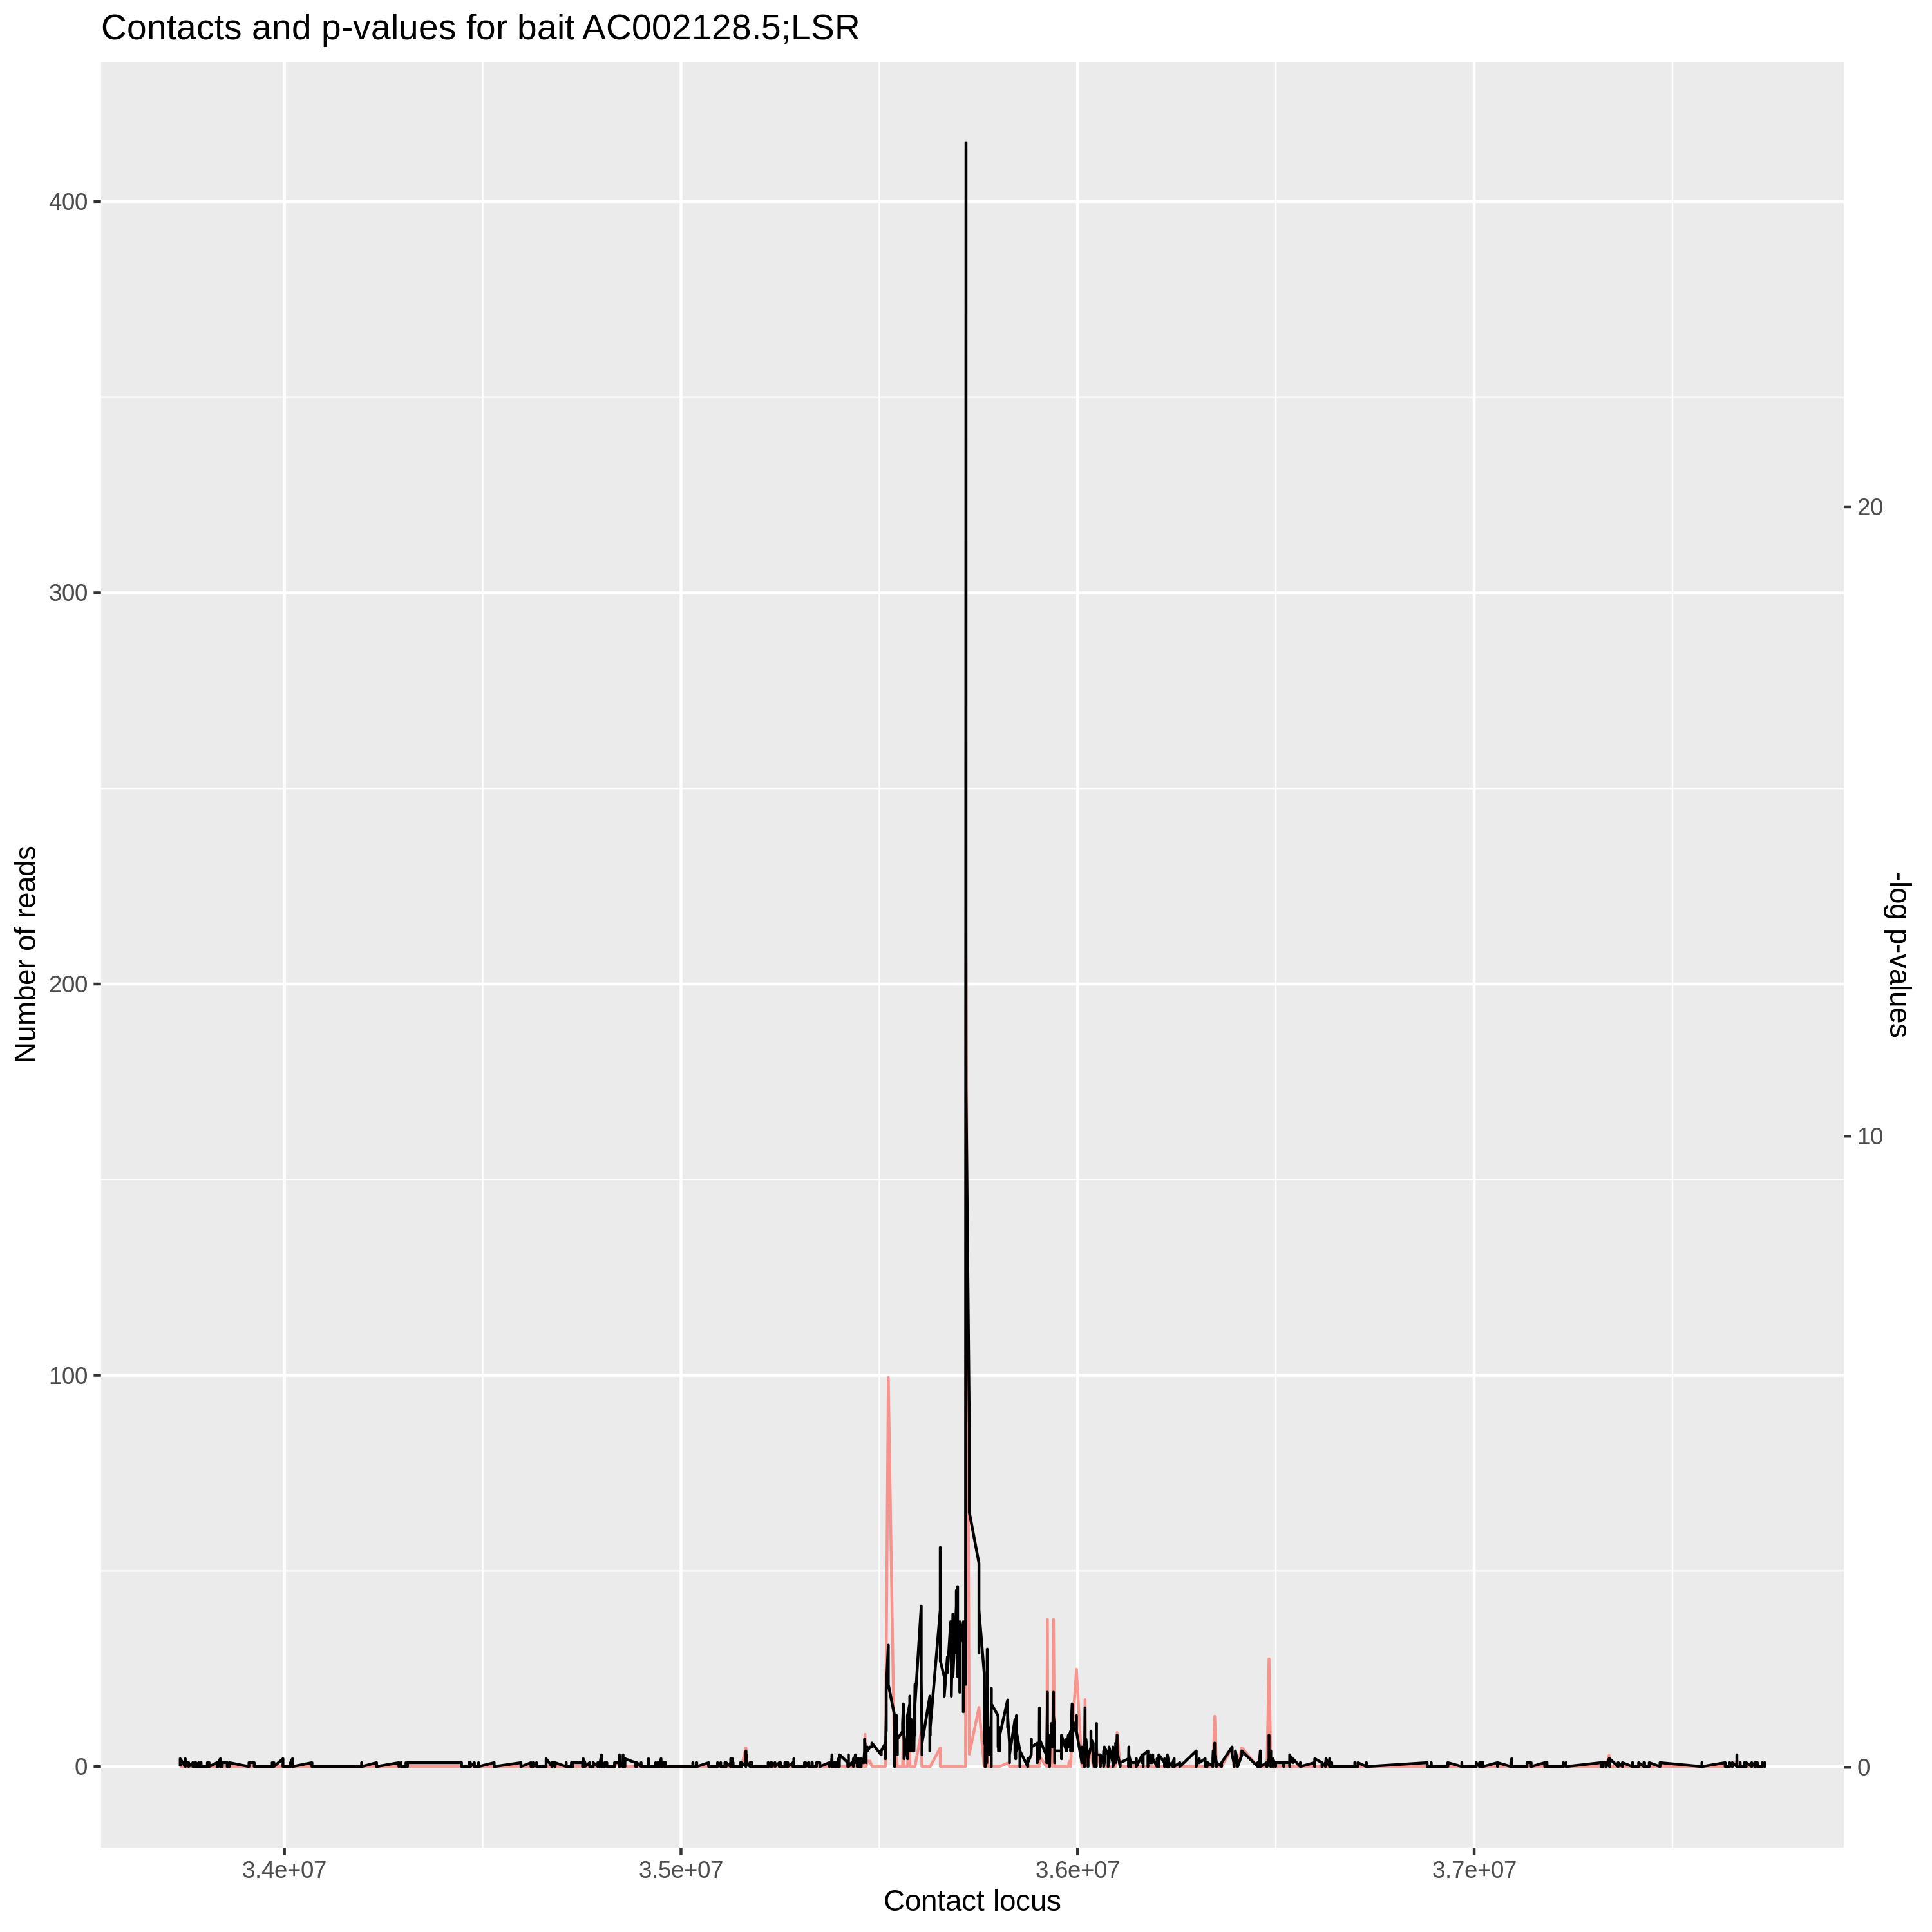 Contacts and p-values for bait AC002128.5;LSR
400
300
200
100
0
Number of reads
20
10
0
-log p-values
3.4e+07
3.5e+07
3.6e+07
3.7e+07
Contact locus